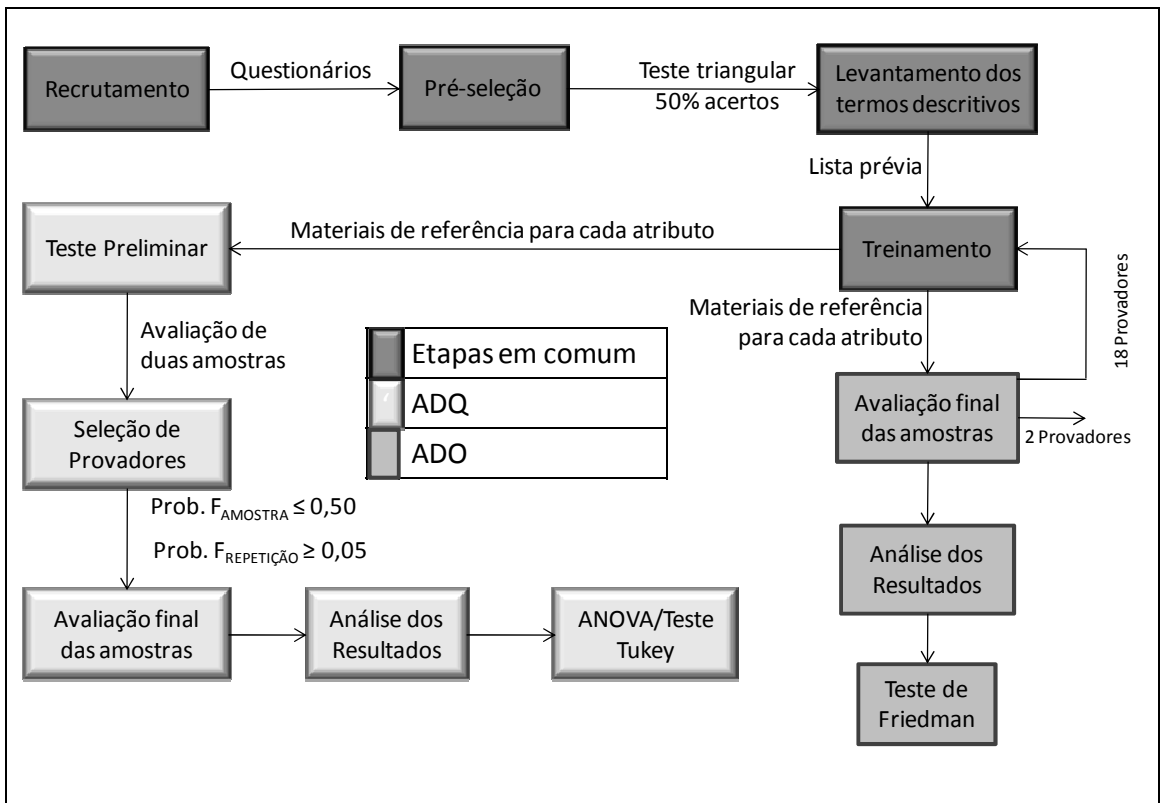 Recrutamento
Questionários
Pré-seleção
Teste triangular
50% acertos
Levantamento dos
termos descritivos
Lista prévia
Teste Preliminar
Materiais de referência para cada atributo
Treinamento
18 Provadores
Materiais de referência
para cada atributo
Avaliação de
duas amostras
Etapas em comum
ADQ
ADO
Avaliação final
das amostras
2 Provadores
Seleção de
Provadores
Prob. FAMOSTRA ≤ 0,50
Prob. FREPETIÇÃO ≥ 0,05
Análise dos
Resultados
Avaliação final
das amostras
Análise dos
Resultados
ANOVA/Teste
Tukey
Teste de
Friedman